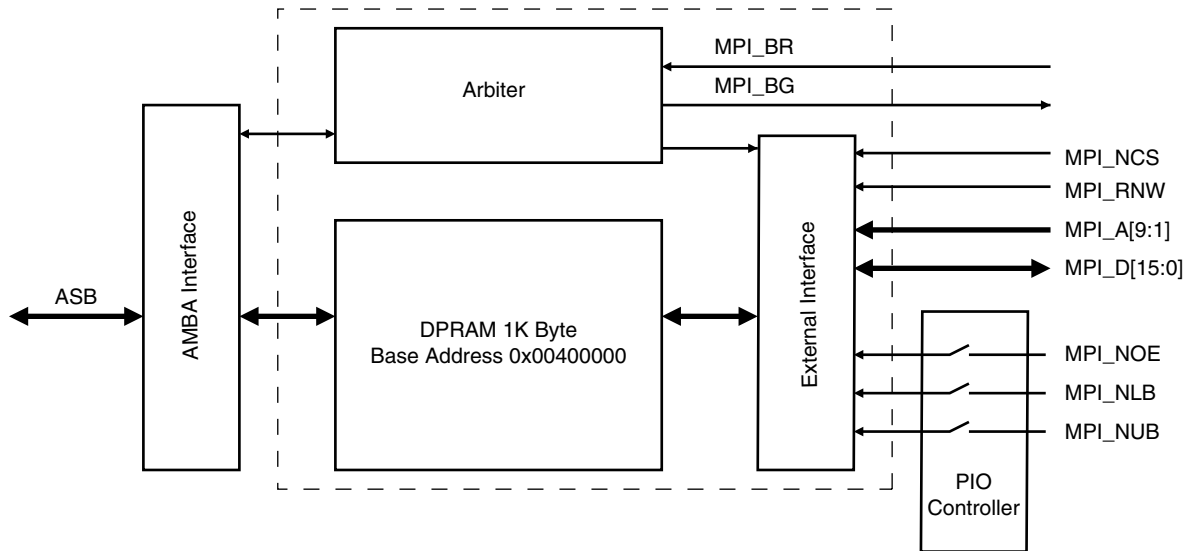 MPI_BR
Arbiter
MPI_BG
MPI_NCS
MPI_RNW
MPI_A[9:1]
MPI_D[15:0]
ASB
AMBA Interface
DPRAM 1K Byte
Base Address 0x00400000
External Interface
MPI_NOE
MPI_NLB
MPI_NUB
PIO
Controller